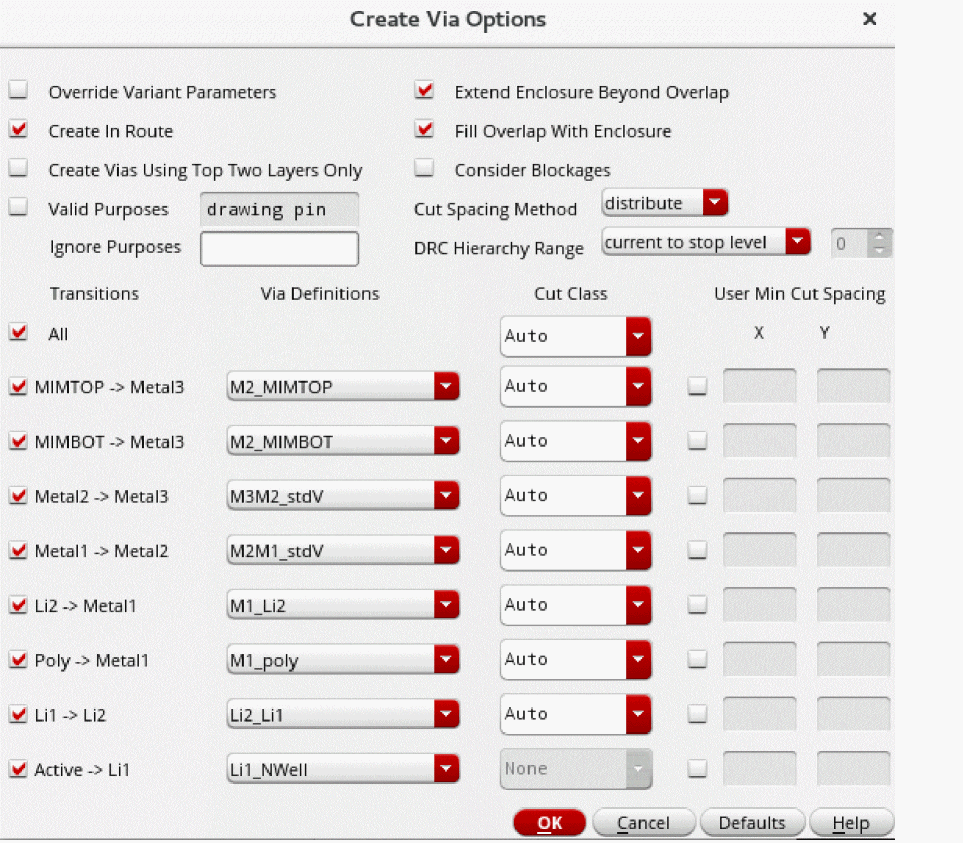 Create Via Options
Override Variant Parameters Extend Enclosure Beyond Overlap
Create In Route Fill Overlap With Enclosure
Create Vias Using Top Two Layers Only Consider Blockages
Valid Purposes drawing pin Cut Spacing Method distribute
Ignore Purposes DRC Hierarchy Range current to stop level 0
Transitions Via Definitions Cut Class User Min Cut Spacing
All Auto X Y
MIMTOP -> Metal3 M2_MIMTOP Auto
MIMBOT -> Metal3 M2_MIMBOT Auto
Metal2 -> Metal3 M3M2_stdV Auto
Metal1 -> Metal2 M2M1_stdV Auto
Li2 -> Metal1 M1_Li2 Auto
Poly -> Metal1 M1_poly Auto
Li1 -> Li2 Li2_Li1 Auto
Active -> Li1 Li1_NWell None
OK Cancel Defaults Help